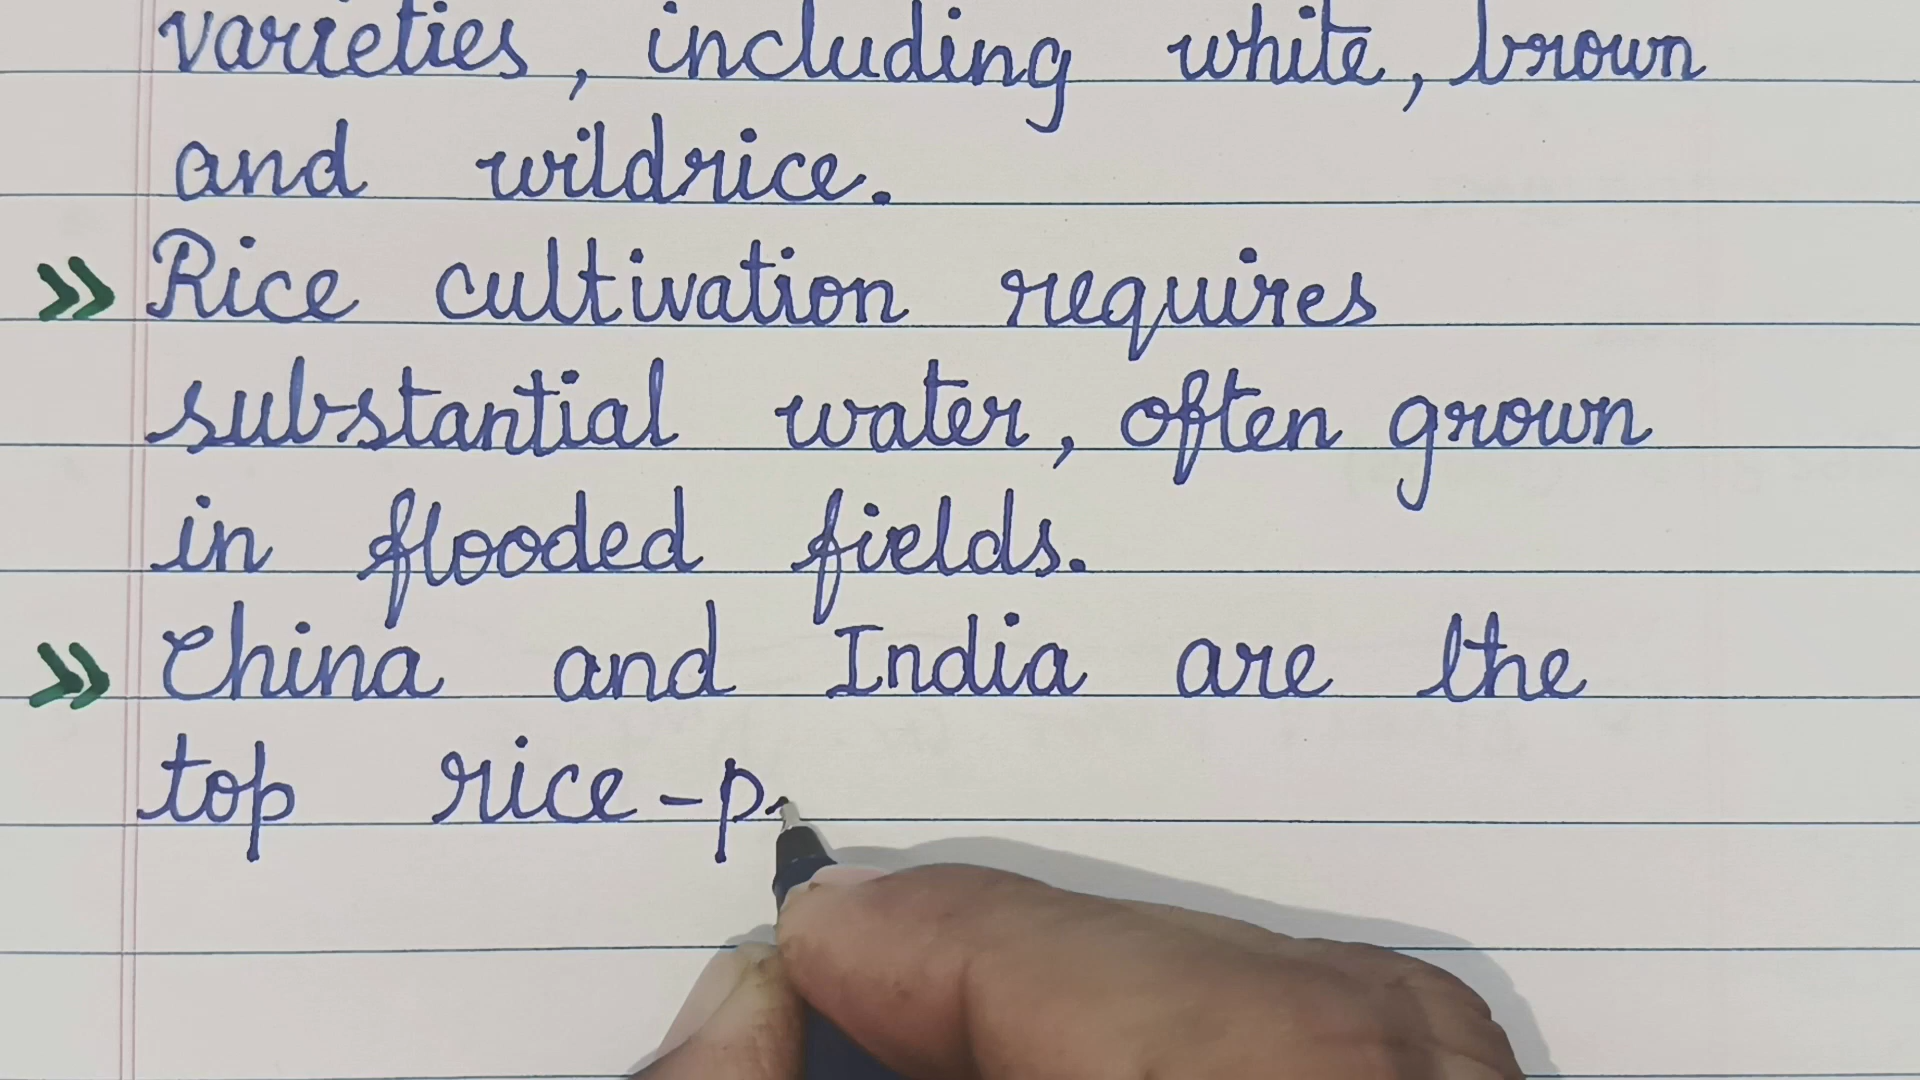 varieties, including white, brown
and wildrice.
» Rice cultivation requires
substantial water, often grown
in flooded fields.
» China and India are the
top rice-p